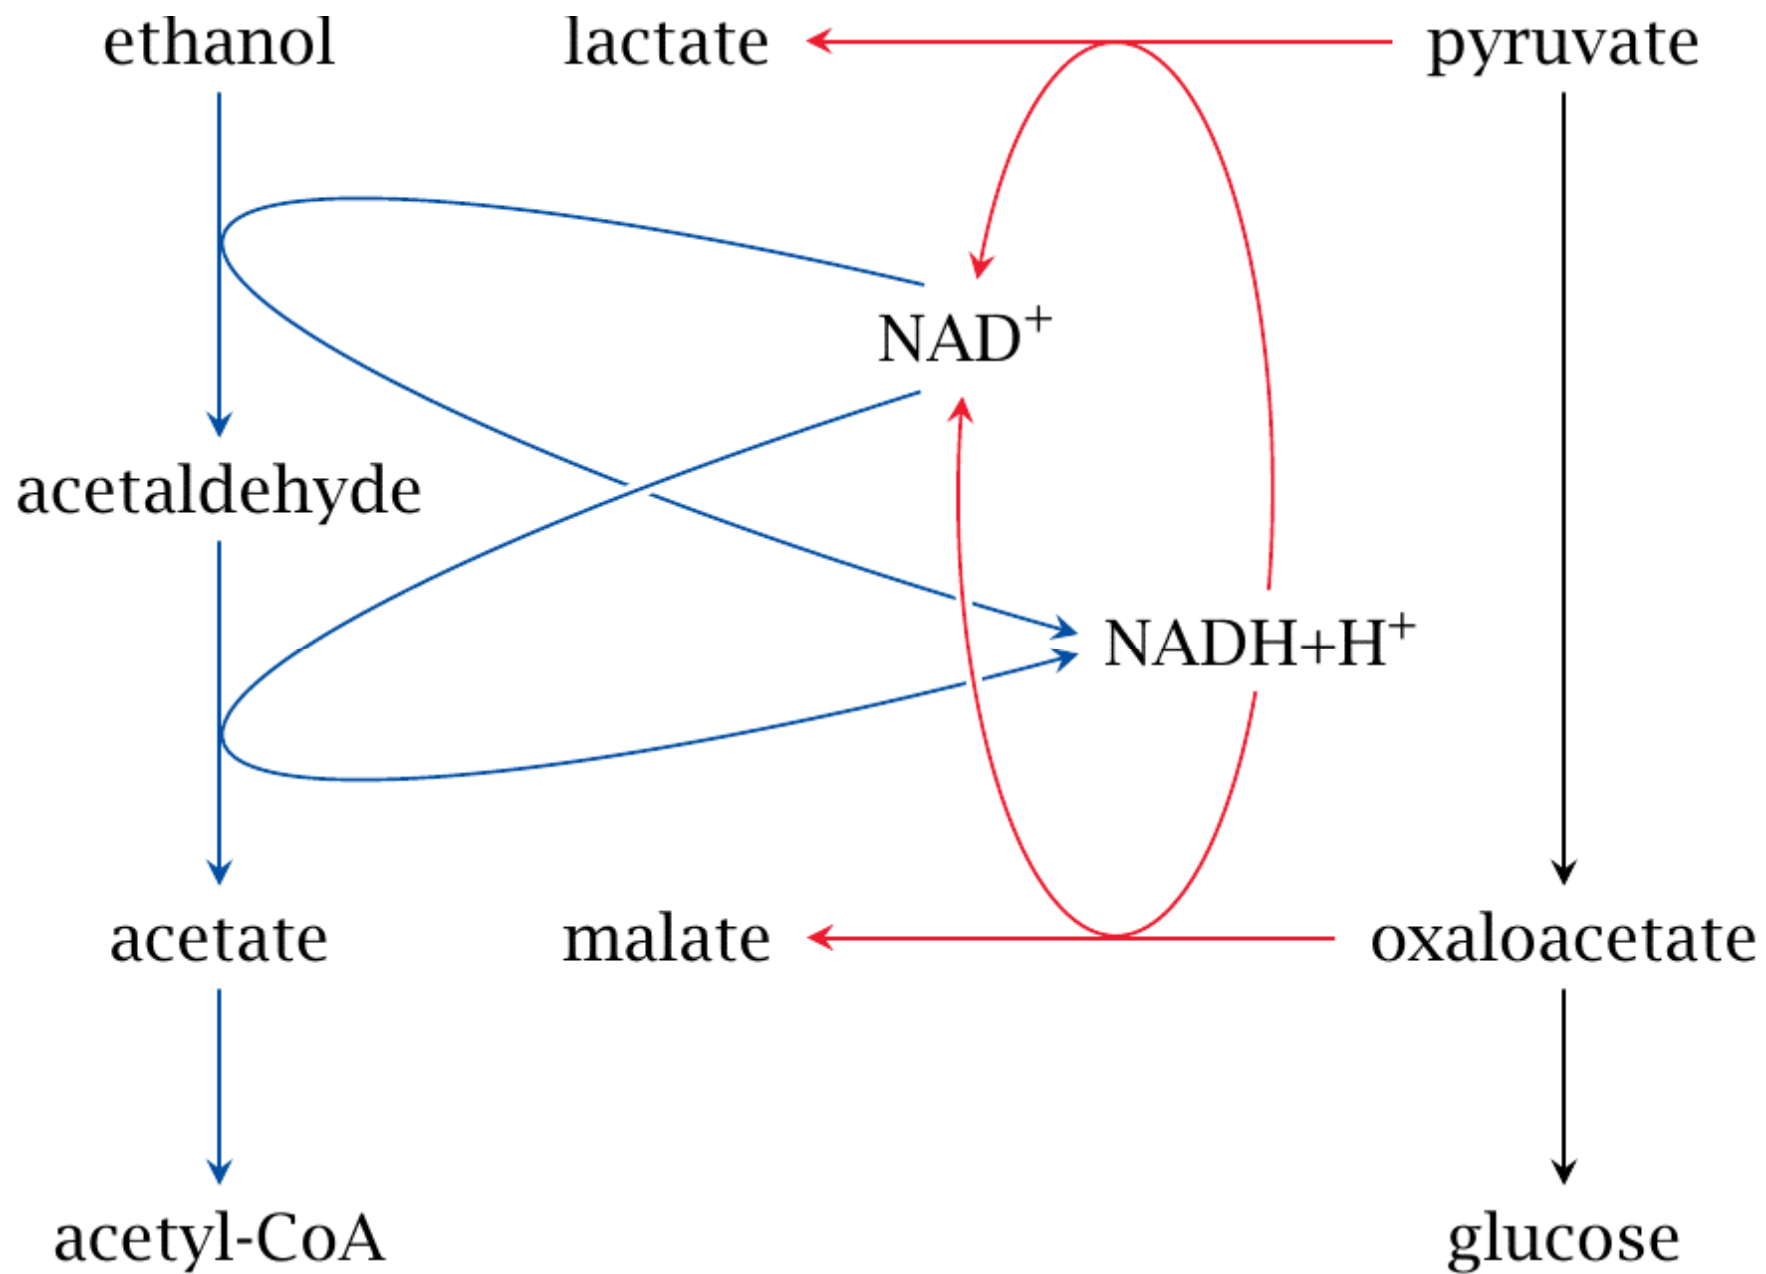 ethanol
lactate
pyruvate
NAD⁺
acetaldehyde
NADH+H⁺
acetate
malate
oxaloacetate
acetyl-CoA
glucose